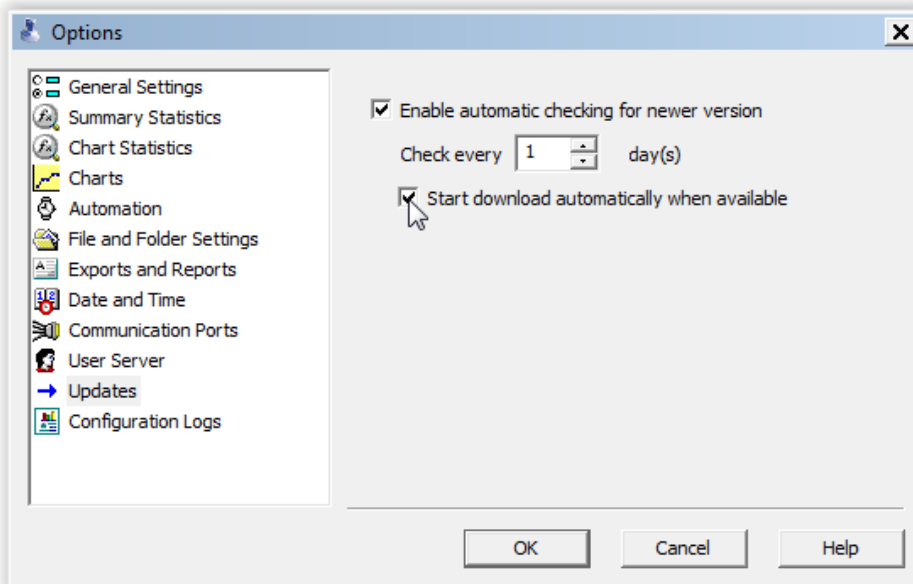 Options
General Settings
Summary Statistics
Chart Statistics
Charts
Automation
File and Folder Settings
Exports and Reports
Date and Time
Communication Ports
User Server
Updates
Configuration Logs
Enable automatic checking for newer version
Check every 1 day(s)
Start download automatically when available
OK Cancel Help